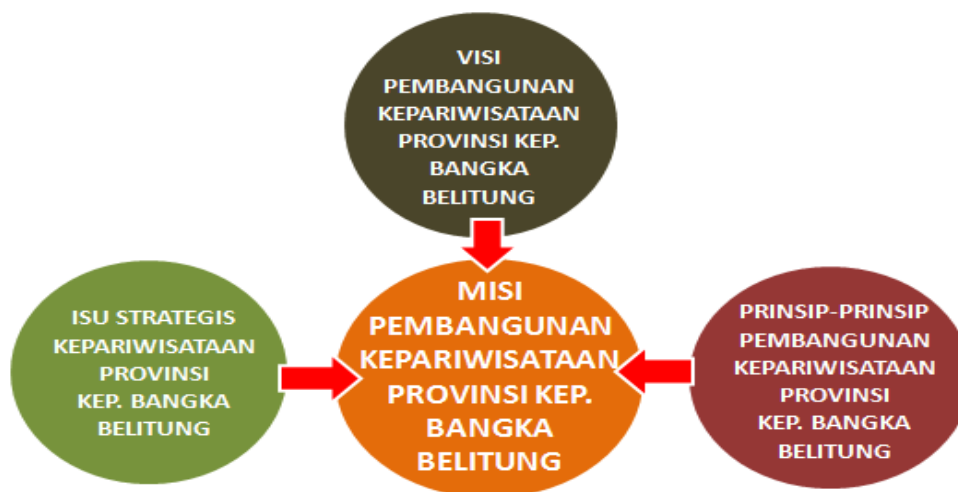 VISI
PEMBANGUNAN
KEPARIWISATAAN
PROVINSI KEP.
BANGKA
BELITUNG
ISU STRATEGIS
KEPARIWISATAAN
PROVINSI
KEP. BANGKA
BELITUNG
MISI
PEMBANGUNAN
KEPARIWISATAAN
PROVINSI KEP.
BANGKA
BELITUNG
PRINSIP-PRINSIP
PEMBANGUNAN
KEPARIWISATAAN
PROVINSI
KEP. BANGKA
BELITUNG